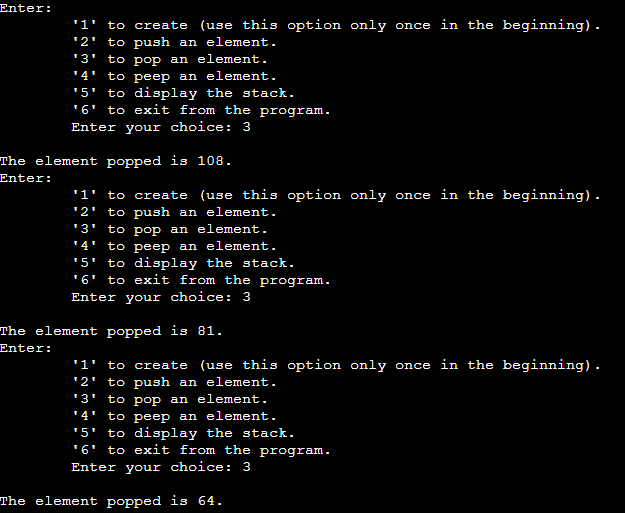 Enter:
'1' to create (use this option only once in the beginning).
'2' to push an element.
'3' to pop an element.
'4' to peep an element.
'5' to display the stack.
'6' to exit from the program.
Enter your choice: 3
The element popped is 108.
Enter:
'1' to create (use this option only once in the beginning).
'2' to push an element.
'3' to pop an element.
'4' to peep an element.
'5' to display the stack.
'6' to exit from the program.
Enter your choice: 3
The element popped is 81.
Enter:
'1' to create (use this option only once in the beginning).
'2' to push an element.
'3' to pop an element.
'4' to peep an element.
'5' to display the stack.
'6' to exit from the program.
Enter your choice: 3
The element popped is 64.